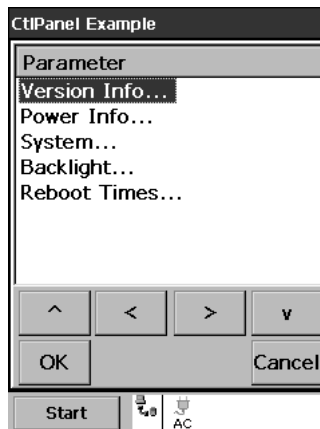 CtlPanel Example
Parameter
Version Info...
Power Info...
System...
Backlight...
Reboot Times...
^ < > v
OK Cancel
Start AC